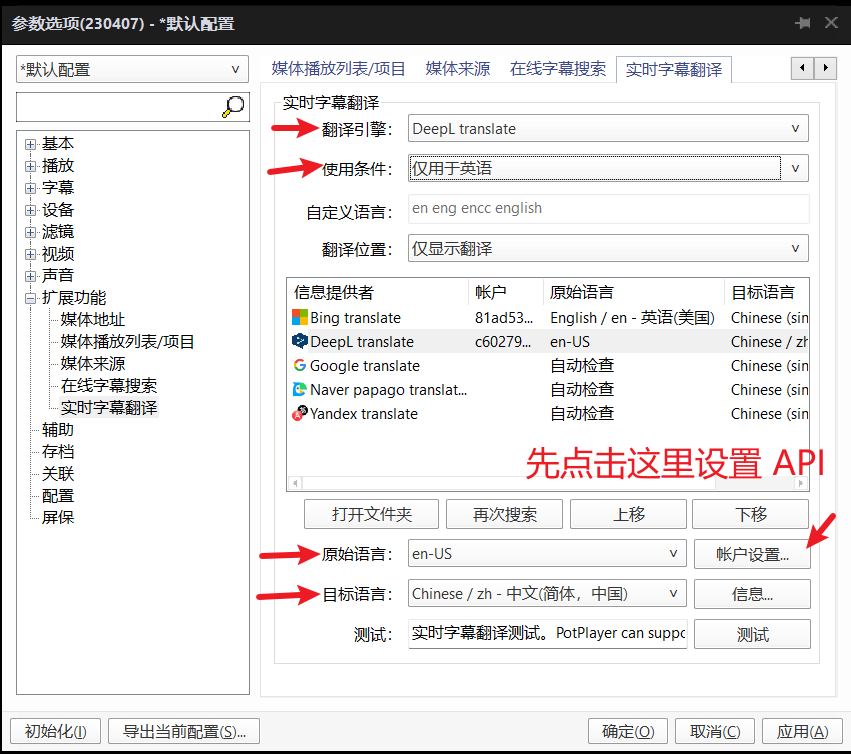 参数选项(230407) - *默认配置
*默认配置
媒体播放列表/项目 媒体来源 在线字幕搜索 实时字幕翻译
基本
播放
字幕
设备
滤镜
视频
声音
扩展功能
媒体地址
媒体播放列表/项目
媒体来源
在线字幕搜索
实时字幕翻译
辅助
存档
关联
配置
屏保
实时字幕翻译
翻译引擎： DeepL translate
使用条件： 仅用于英语
自定义语言： en eng encc english
翻译位置： 仅显示翻译
信息提供者 帐户 原始语言 目标语言
Bing translate 81ad53... English / en - 英语(美国) Chinese (sin
DeepL translate c60279... en-US Chinese / zh
Google translate 自动检查 Chinese (sin
Naver papago translat... 自动检查 Chinese (sin
Yandex translate 自动检查 Chinese (sin
先点击这里设置 API
打开文件夹 再次搜索 上移 下移
原始语言： en-US 帐户设置...
目标语言： Chinese / zh - 中文(简体，中国) 信息...
测试： 实时字幕翻译测试。PotPlayer can suppo 测试
初始化(I) 导出当前配置(S)... 确定(O) 取消(C) 应用(A)